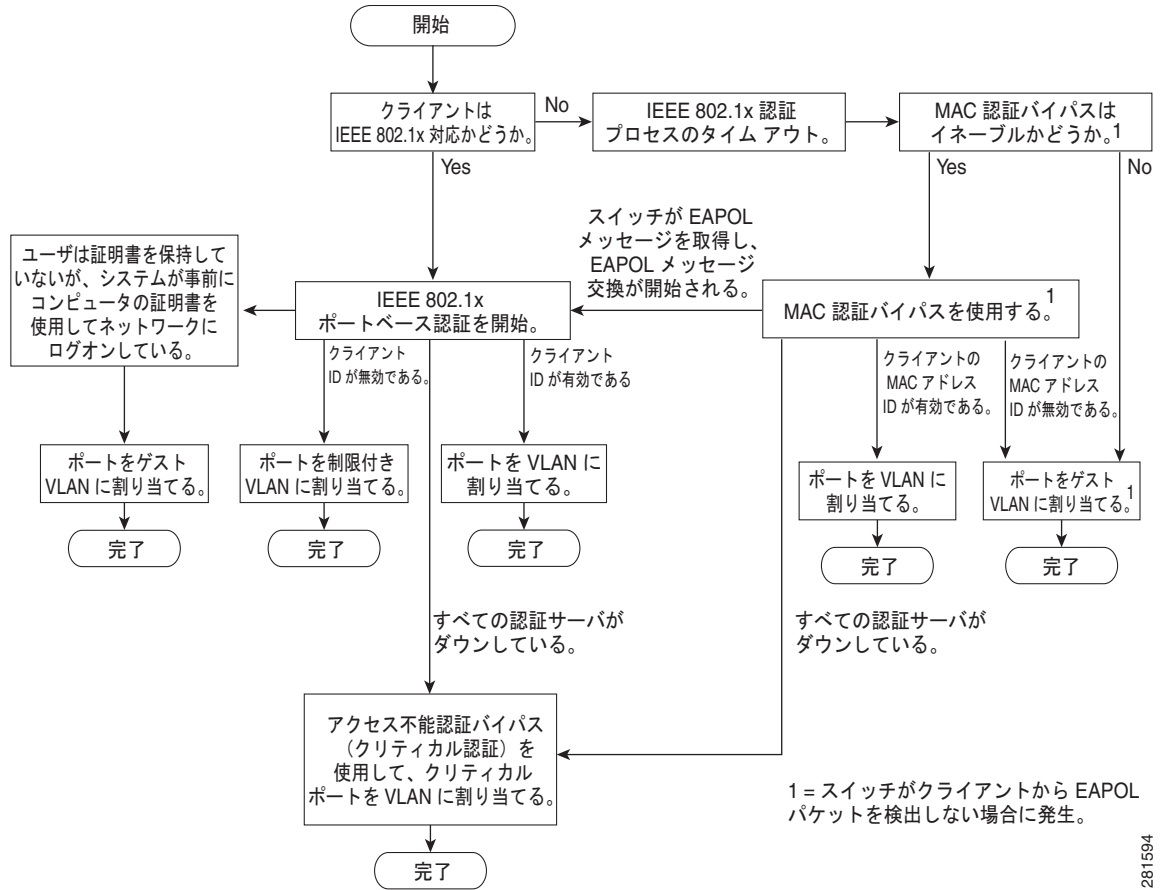 開始
クライアントは
IEEE 802.1x 対応かどうか。
No
IEEE 802.1x 認証
プロセスのタイム アウト。
MAC 認証バイパスは
イネーブルかどうか。1
Yes
Yes
No
スイッチが EAPOL
メッセージを取得し、
EAPOL メッセージ
交換が開始される。
ユーザは証明書を保持して
いないが、システムが事前に
コンピュータの証明書を
使用してネットワークに
ログオンしている。
IEEE 802.1x
ポートベース認証を開始。
MAC 認証バイパスを使用する。1
クライアント
ID が無効である。
クライアント
ID が有効である
クライアントの
MAC アドレス
ID が有効である。
クライアントの
MAC アドレス
ID が無効である。
ポートをゲスト
VLAN に割り当てる。
ポートを制限付き
VLAN に割り当てる。
ポートを VLAN に
割り当てる。
ポートを VLAN に
割り当てる。
ポートをゲスト
VLAN に割り当てる。1
完了
完了
完了
完了
完了
すべての認証サーバが
ダウンしている。
すべての認証サーバが
ダウンしている。
アクセス不能認証バイパス
（クリティカル認証）を
使用して、クリティカル
ポートを VLAN に割り当てる。
完了
1 = スイッチがクライアントから EAPOL
パケットを検出しない場合に発生。
281594